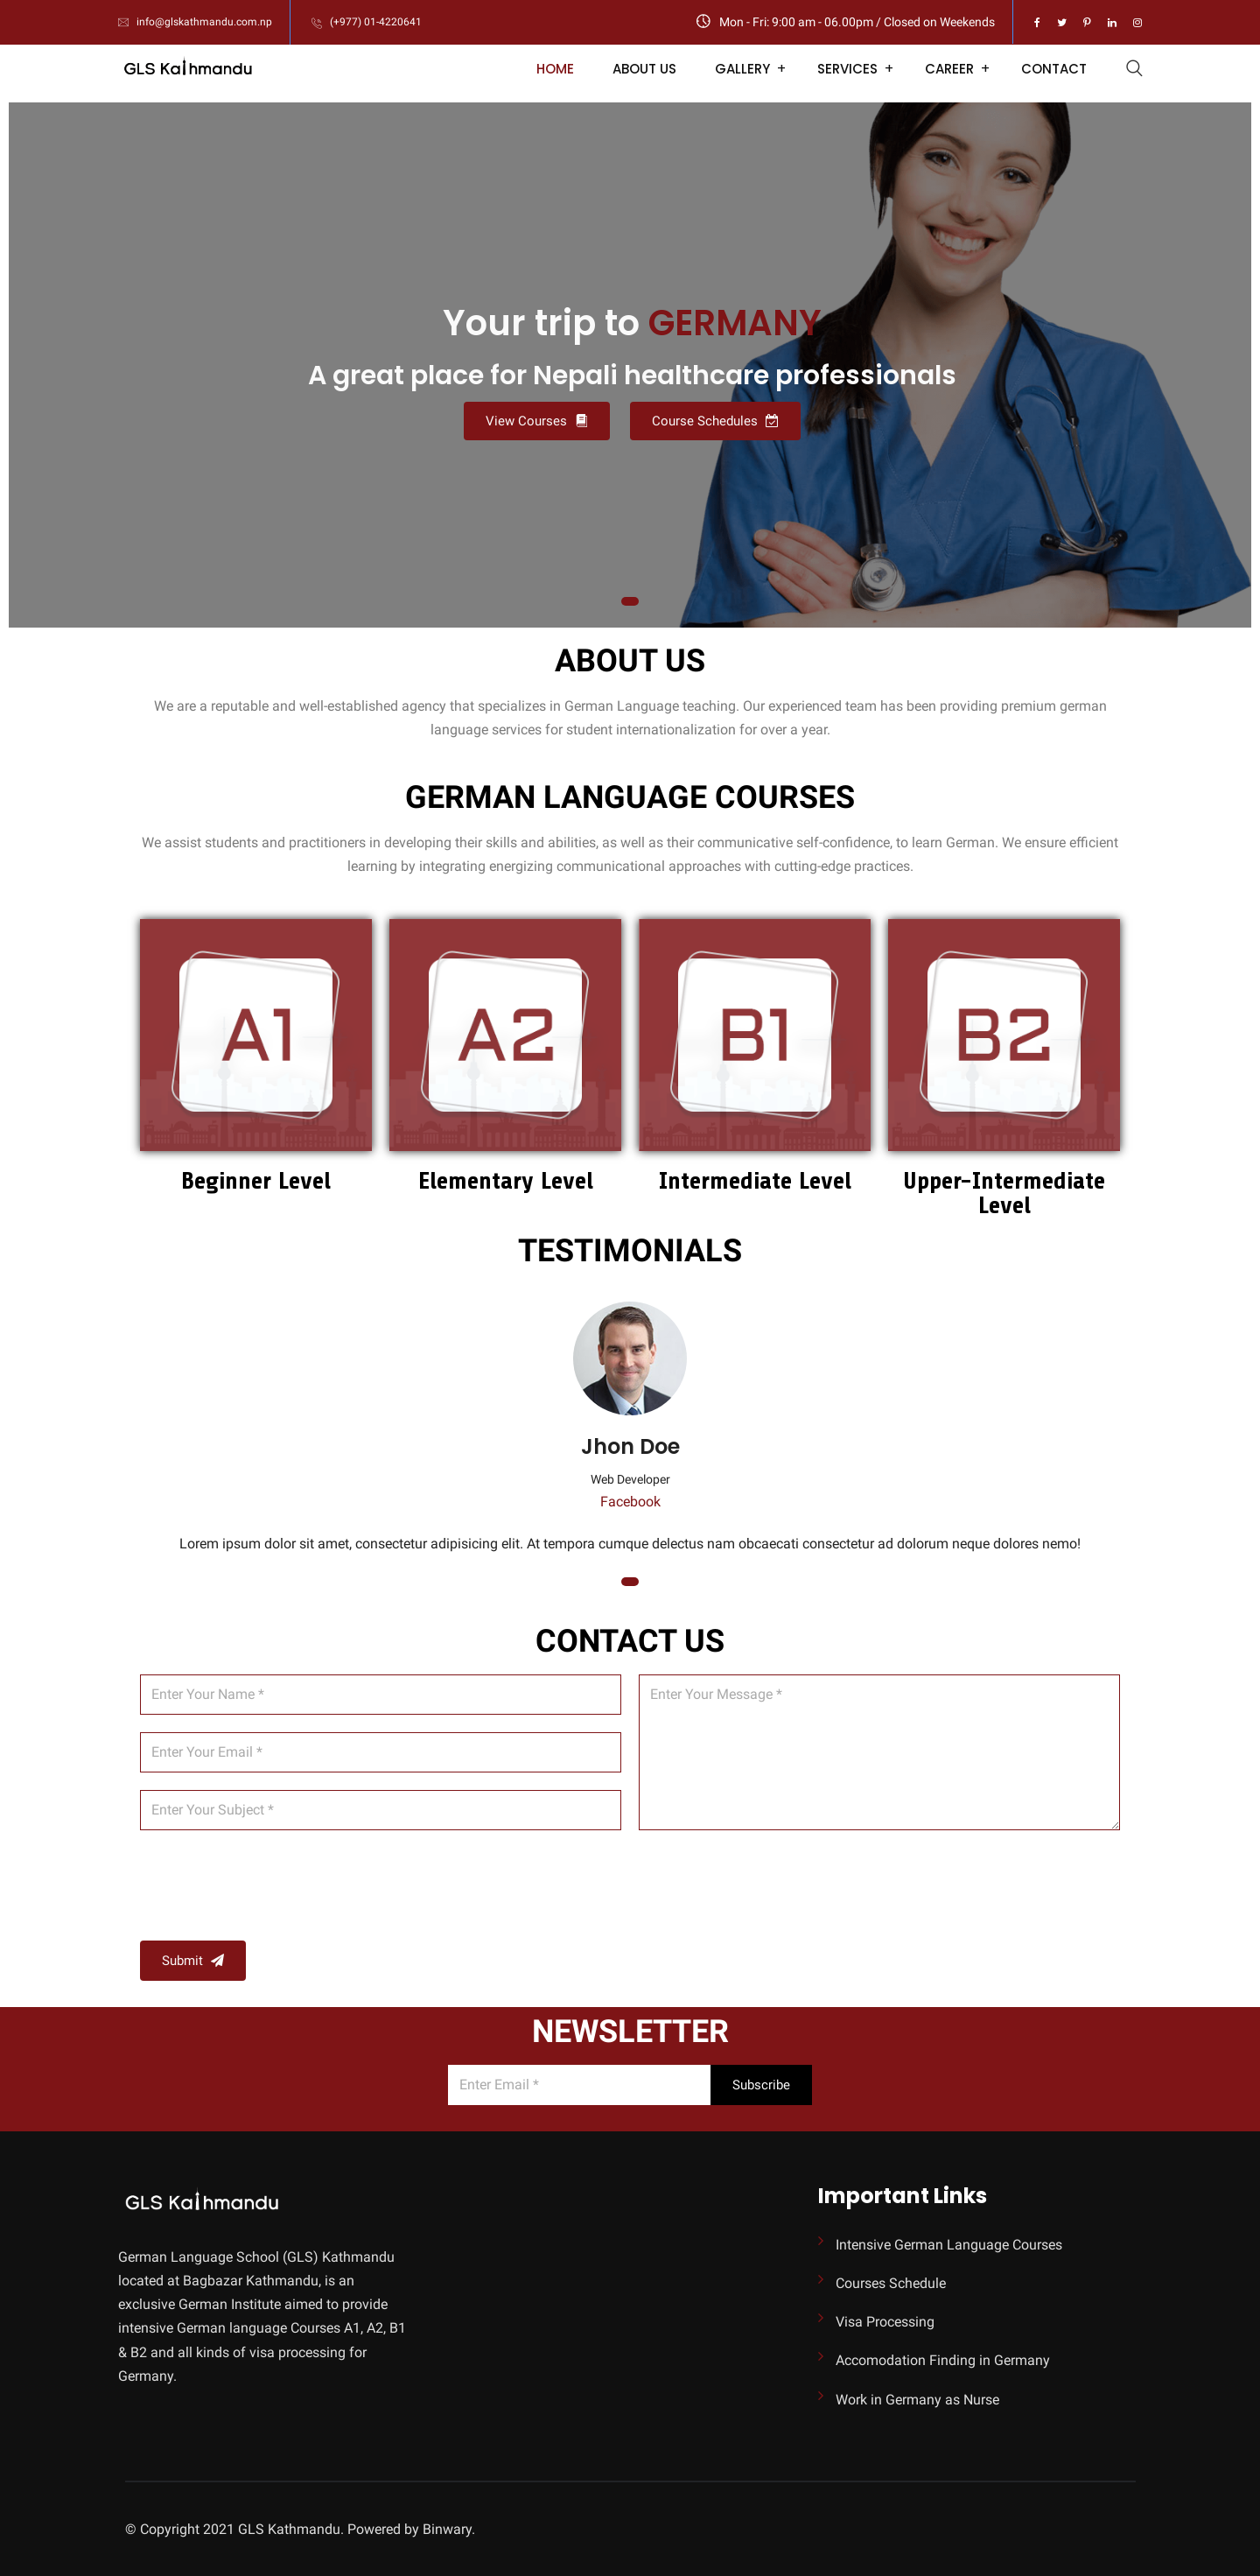 info@glskathmandu.com.np
(+977) 01-4220641
Mon - Fri: 9:00 am - 06.00pm / Closed on Weekends
GLS Kathmandu
HOME
ABOUT US
GALLERY +
SERVICES +
CAREER +
CONTACT
Your trip to GERMANY
A great place for Nepali healthcare professionals
View Courses
Course Schedules
ABOUT US
We are a reputable and well-established agency that specializes in German Language teaching. Our experienced team has been providing premium german
language services for student internationalization for over a year.
GERMAN LANGUAGE COURSES
We assist students and practitioners in developing their skills and abilities, as well as their communicative self-confidence, to learn German. We ensure efficient
learning by integrating energizing communicational approaches with cutting-edge practices.
A1
A2
B1
B2
Beginner Level
Elementary Level
Intermediate Level
Upper-Intermediate
Level
TESTIMONIALS
Jhon Doe
Web Developer
Facebook
Lorem ipsum dolor sit amet, consectetur adipisicing elit. At tempora cumque delectus nam obcaecati consectetur ad dolorum neque dolores nemo!
CONTACT US
Enter Your Name *
Enter Your Email *
Enter Your Subject *
Enter Your Message *
Submit
NEWSLETTER
Enter Email *
Subscribe
GLS Kathmandu
German Language School (GLS) Kathmandu
located at Bagbazar Kathmandu, is an
exclusive German Institute aimed to provide
intensive German language Courses A1, A2, B1
& B2 and all kinds of visa processing for
Germany.
Important Links
Intensive German Language Courses
Courses Schedule
Visa Processing
Accomodation Finding in Germany
Work in Germany as Nurse
© Copyright 2021 GLS Kathmandu. Powered by Binwary.